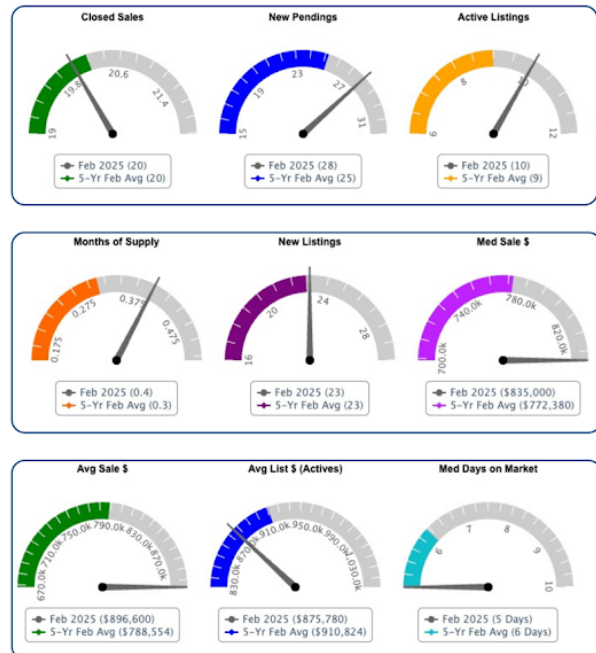 Closed Sales
19
19.8
20.6
21.4
Feb 2025 (20)
5-Yr Feb Avg (20)
New Pendings
15
19
23
27
31
Feb 2025 (28)
5-Yr Feb Avg (25)
Active Listings
6
8
10
12
Feb 2025 (10)
5-Yr Feb Avg (9)
Months of Supply
0.175
0.275
0.375
0.475
Feb 2025 (0.4)
5-Yr Feb Avg (0.3)
New Listings
16
20
24
28
Feb 2025 (23)
5-Yr Feb Avg (23)
Med Sale $
700.0k
740.0k
780.0k
820.0k
Feb 2025 ($835,000)
5-Yr Feb Avg ($772,380)
Avg Sale $
670.0k
710.0k
750.0k
790.0k
830.0k
870.0k
Feb 2025 ($896,600)
5-Yr Feb Avg ($788,554)
Avg List $ (Actives)
830.0k
870.0k
910.0k
950.0k
990.0k
1,030.0k
Feb 2025 ($875,780)
5-Yr Feb Avg ($910,824)
Med Days on Market
6
7
8
9
10
Feb 2025 (5 Days)
5-Yr Feb Avg (6 Days)